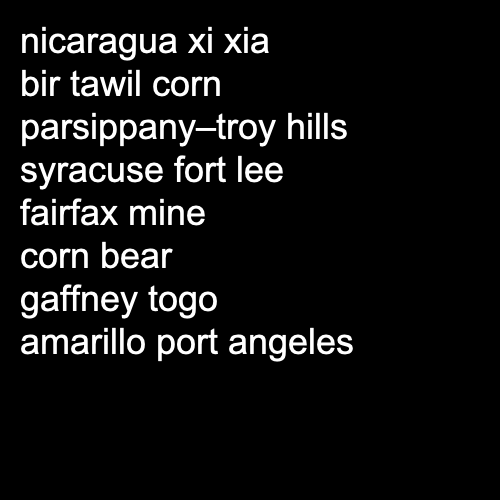 nicaragua xi xia
bir tawil corn
parsippany–troy hills
syracuse fort lee
fairfax mine
corn bear
gaffney togo
amarillo port angeles